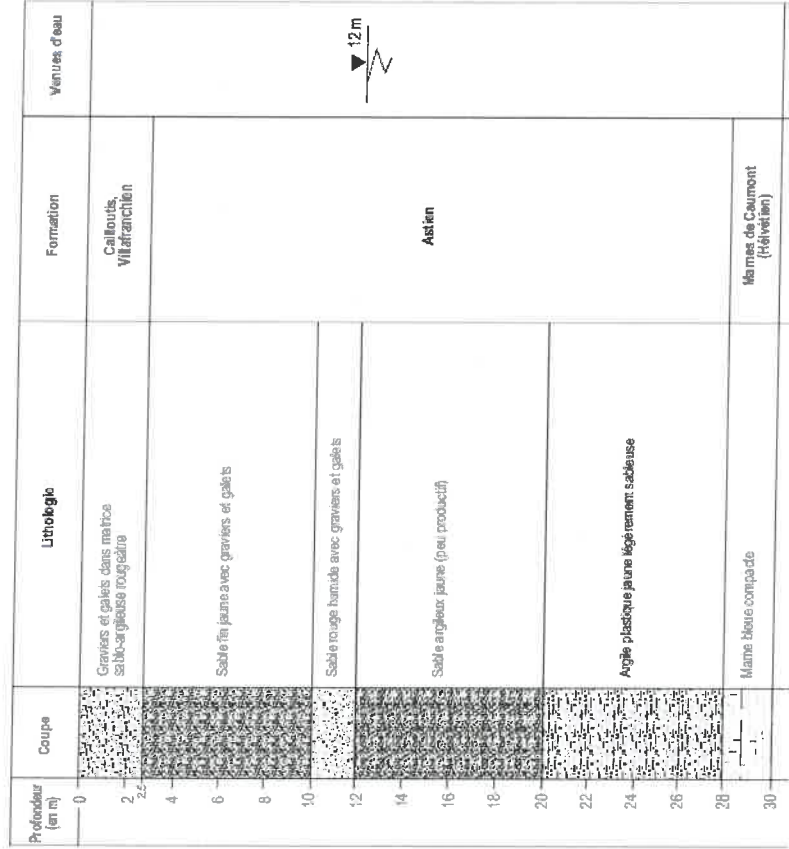 Profondeur
(en m)
Coupe
Lithologie
Formation
Venues d'eau
0
2
2.5
4
6
8
10
12
14
16
18
20
22
24
26
28
30
Graviers et galets dans matrice
sablo-argileuse rougeâtre
Sable fin jaune avec graviers et galets
Sable rouge humide avec graviers et galets
Sable argileux jaune (peu productif)
Argile plastique jaune légèrement sableuse
Marne bleue compacte
Cailloutis,
Villafranchien
Astien
Marnes de Caumont
(Helvétien)
12 m